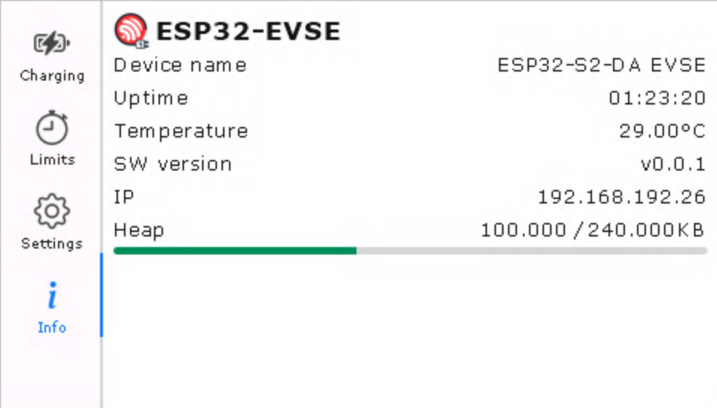 ESP32-EVSE
Charging
Limits
Settings
Info
Device name ESP32-S2-DA EVSE
Uptime 01:23:20
Temperature 29.00°C
SW version v0.0.1
IP 192.168.192.26
Heap 100.000/240.000KB